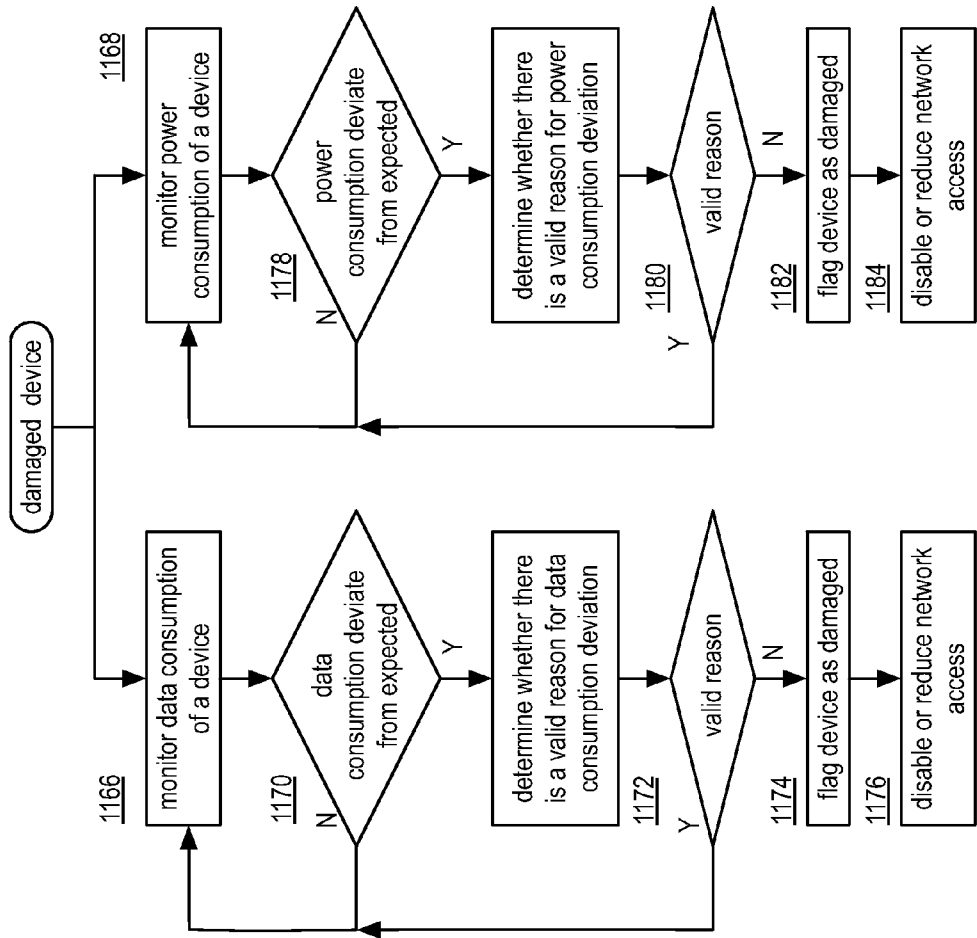 damaged device
1166
monitor data consumption
of a device
1170
data
consumption deviate
from expected
N
Y
determine whether there
is a valid reason for data
consumption deviation
1172
valid reason
Y
N
1174
flag device as damaged
1176
disable or reduce network
access
1168
monitor power
consumption of a device
1178
power
consumption deviate
from expected
N
Y
determine whether there
is a valid reason for power
consumption deviation
1180
valid reason
Y
N
1182
flag device as damaged
1184
disable or reduce network
access